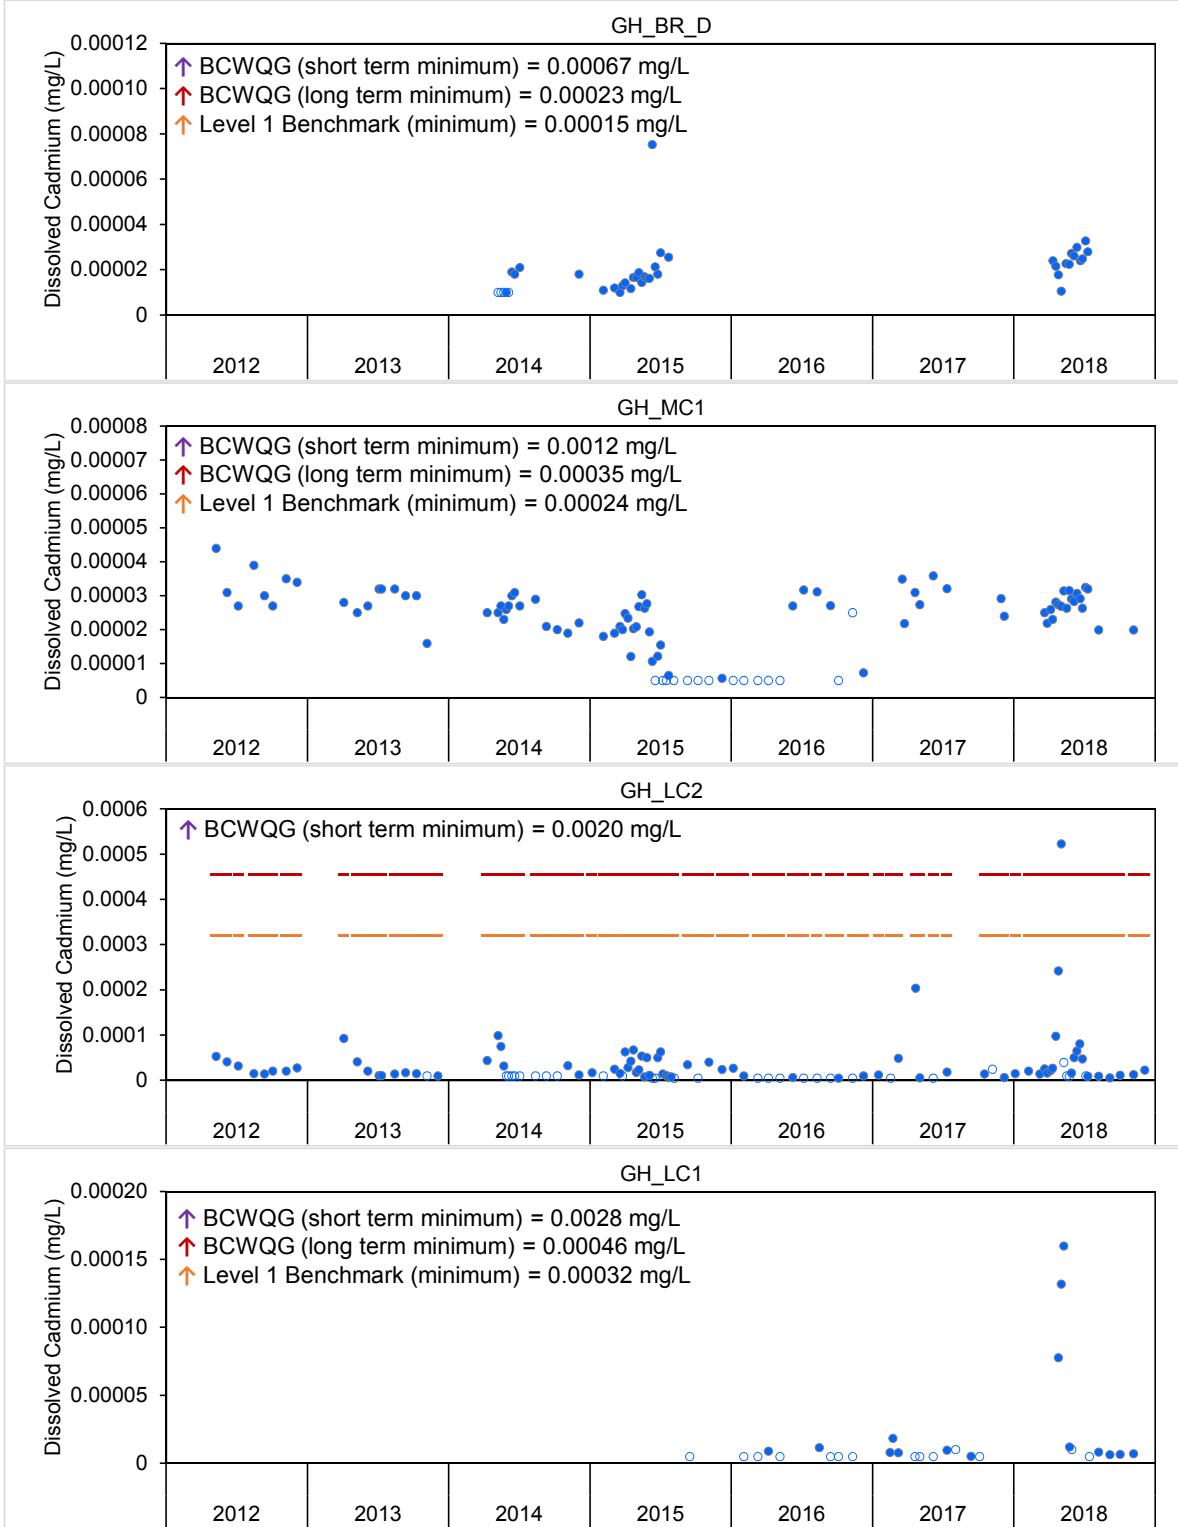 GH_BR_D
Dissolved Cadmium (mg/L)
0.00012
0.00010
0.00008
0.00006
0.00004
0.00002
0
↑ BCWQG (short term minimum) = 0.00067 mg/L
↑ BCWQG (long term minimum) = 0.00023 mg/L
↑ Level 1 Benchmark (minimum) = 0.00015 mg/L
2012 2013 2014 2015 2016 2017 2018
GH_MC1
Dissolved Cadmium (mg/L)
0.00008
0.00007
0.00006
0.00005
0.00004
0.00003
0.00002
0.00001
0
↑ BCWQG (short term minimum) = 0.0012 mg/L
↑ BCWQG (long term minimum) = 0.00035 mg/L
↑ Level 1 Benchmark (minimum) = 0.00024 mg/L
2012 2013 2014 2015 2016 2017 2018
GH_LC2
Dissolved Cadmium (mg/L)
0.0006
0.0005
0.0004
0.0003
0.0002
0.0001
0
↑ BCWQG (short term minimum) = 0.0020 mg/L
2012 2013 2014 2015 2016 2017 2018
GH_LC1
Dissolved Cadmium (mg/L)
0.00020
0.00015
0.00010
0.00005
0
↑ BCWQG (short term minimum) = 0.0028 mg/L
↑ BCWQG (long term minimum) = 0.00046 mg/L
↑ Level 1 Benchmark (minimum) = 0.00032 mg/L
2012 2013 2014 2015 2016 2017 2018